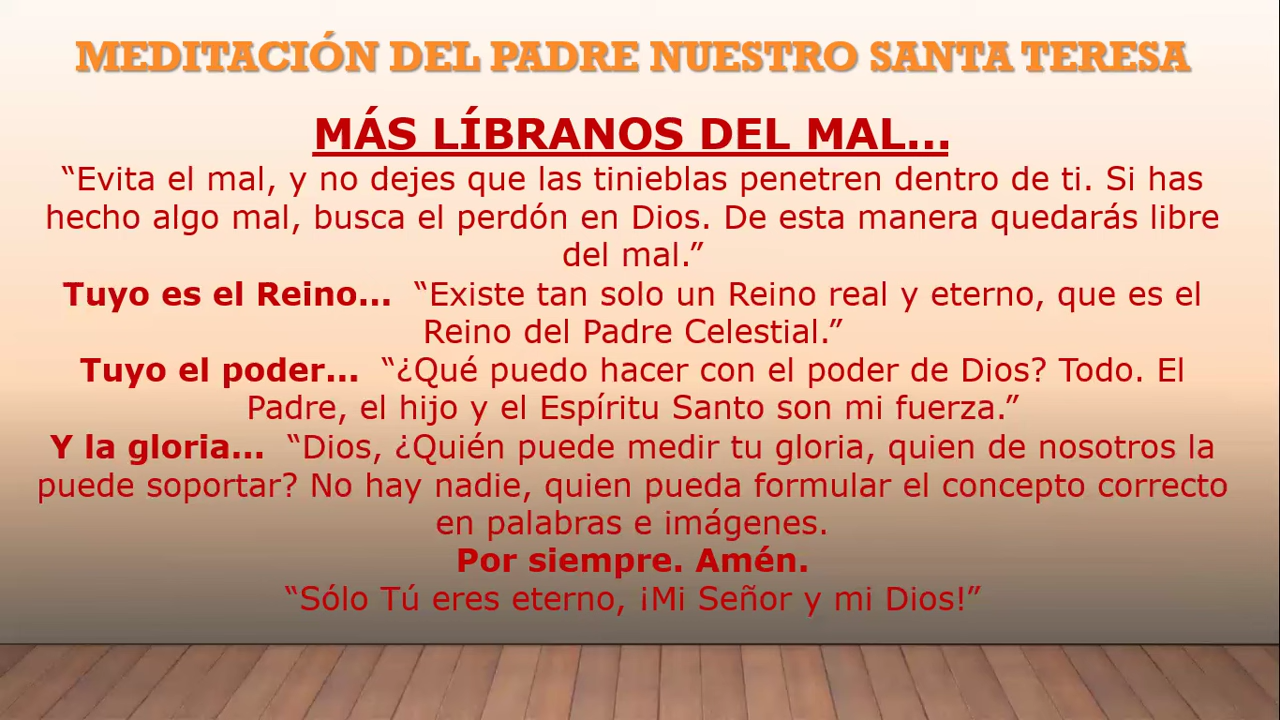 MEDITACIÓN DEL PADRE NUESTRO SANTA TERESA
MÁS LÍBRANOS DEL MAL...
“Evita el mal, y no dejes que las tinieblas penetren dentro de ti. Si has
hecho algo mal, busca el perdón en Dios. De esta manera quedarás libre
del mal.”
Tuyo es el Reino... “Existe tan solo un Reino real y eterno, que es el
Reino del Padre Celestial.”
Tuyo el poder... “¿Qué puedo hacer con el poder de Dios? Todo. El
Padre, el hijo y el Espíritu Santo son mi fuerza.”
Y la gloria... “Dios, ¿Quién puede medir tu gloria, quien de nosotros la
puede soportar? No hay nadie, quien pueda formular el concepto correcto
en palabras e imágenes.
Por siempre. Amén.
“Sólo Tú eres eterno, ¡Mi Señor y mi Dios!”